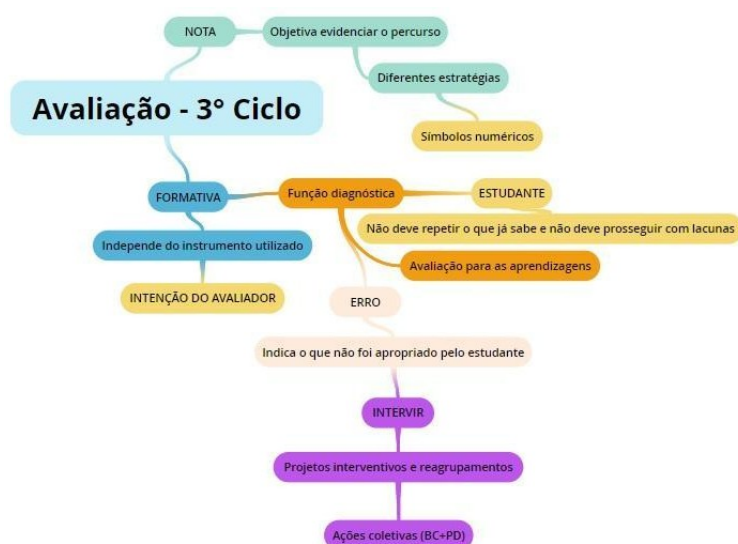 NOTA
Objetiva evidenciar o percurso
Diferentes estratégias
Símbolos numéricos
Avaliação - 3° Ciclo
FORMATIVA
Função diagnóstica
ESTUDANTE
Não deve repetir o que já sabe e não deve prosseguir com lacunas
Avaliação para as aprendizagens
Independe do instrumento utilizado
INTENÇÃO DO AVALIADOR
ERRO
Indica o que não foi apropriado pelo estudante
INTERVIR
Projetos interventivos e reagrupamentos
Ações coletivas (BC+PD)